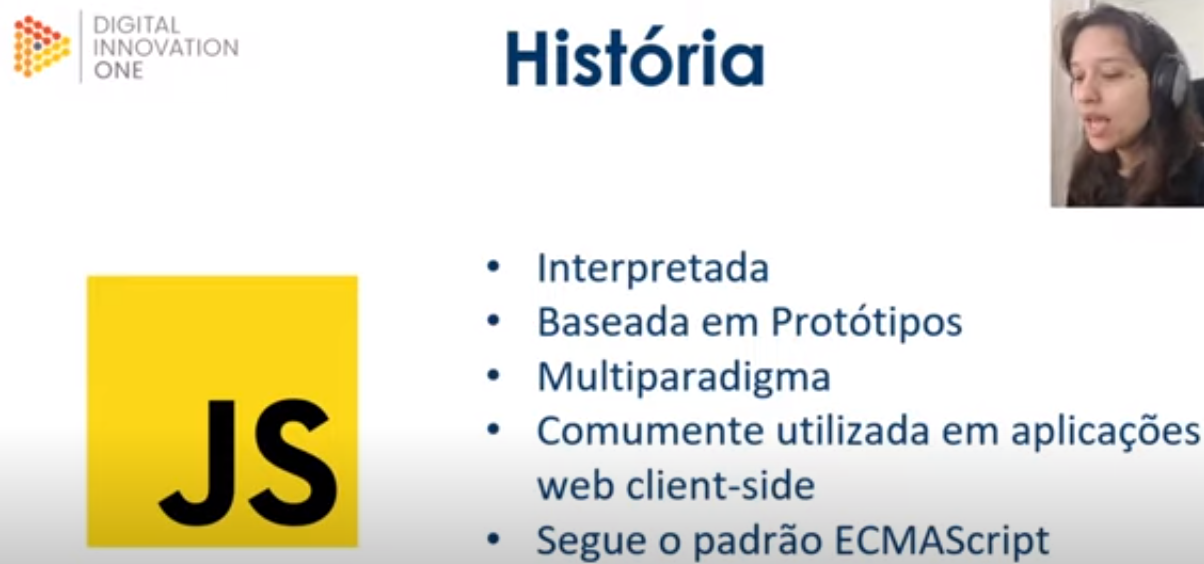 DIGITAL
INNOVATION
ONE
História
• Interpretada
• Baseada em Protótipos
• Multiparadigma
• Comumente utilizada em aplicações
web client-side
• Segue o padrão ECMAScript
JS